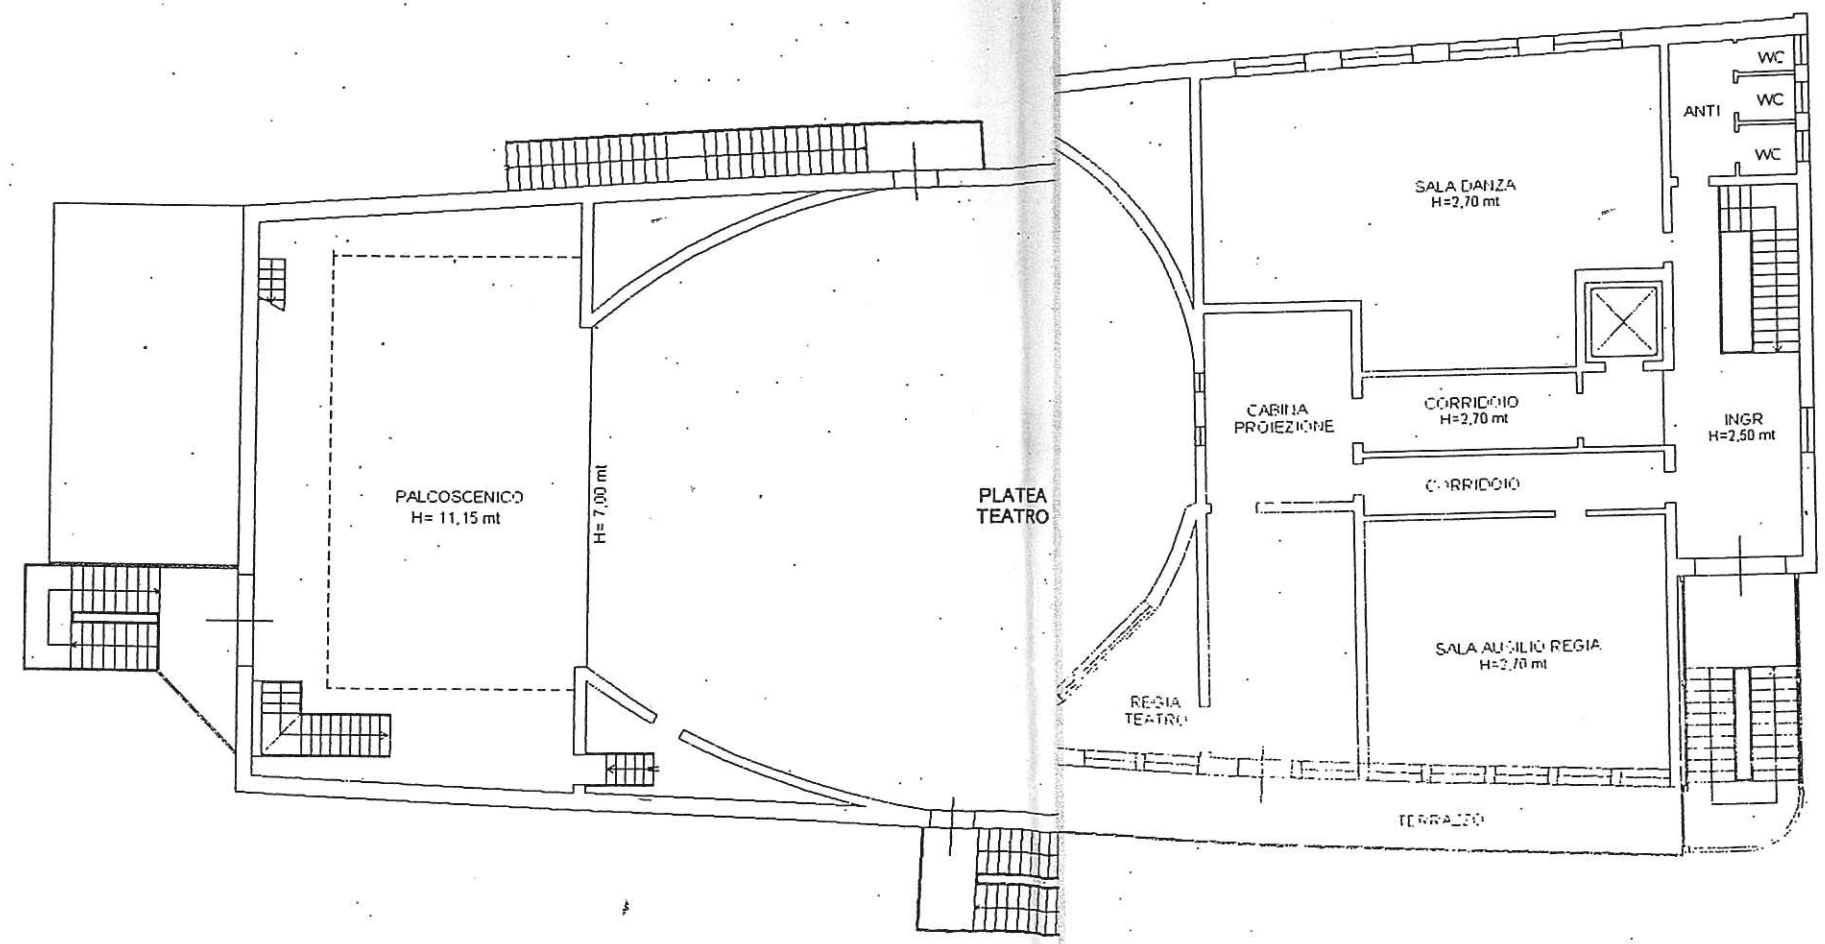 WC
WC
ANTI
WC
SALA DANZA
H=2,70 mt
CABINA
PROIEZIONE
CORRIDOIO
H=2,70 mt
INGR
H=2,50 mt
CORRIDOIO
PALCOSCENICO
H= 11,15 mt
H= 7,00 mt
PLATEA
TEATRO
SALA AUSILIO REGIA
H=2,70 mt
REGIA
TEATRO
TERRAZZO